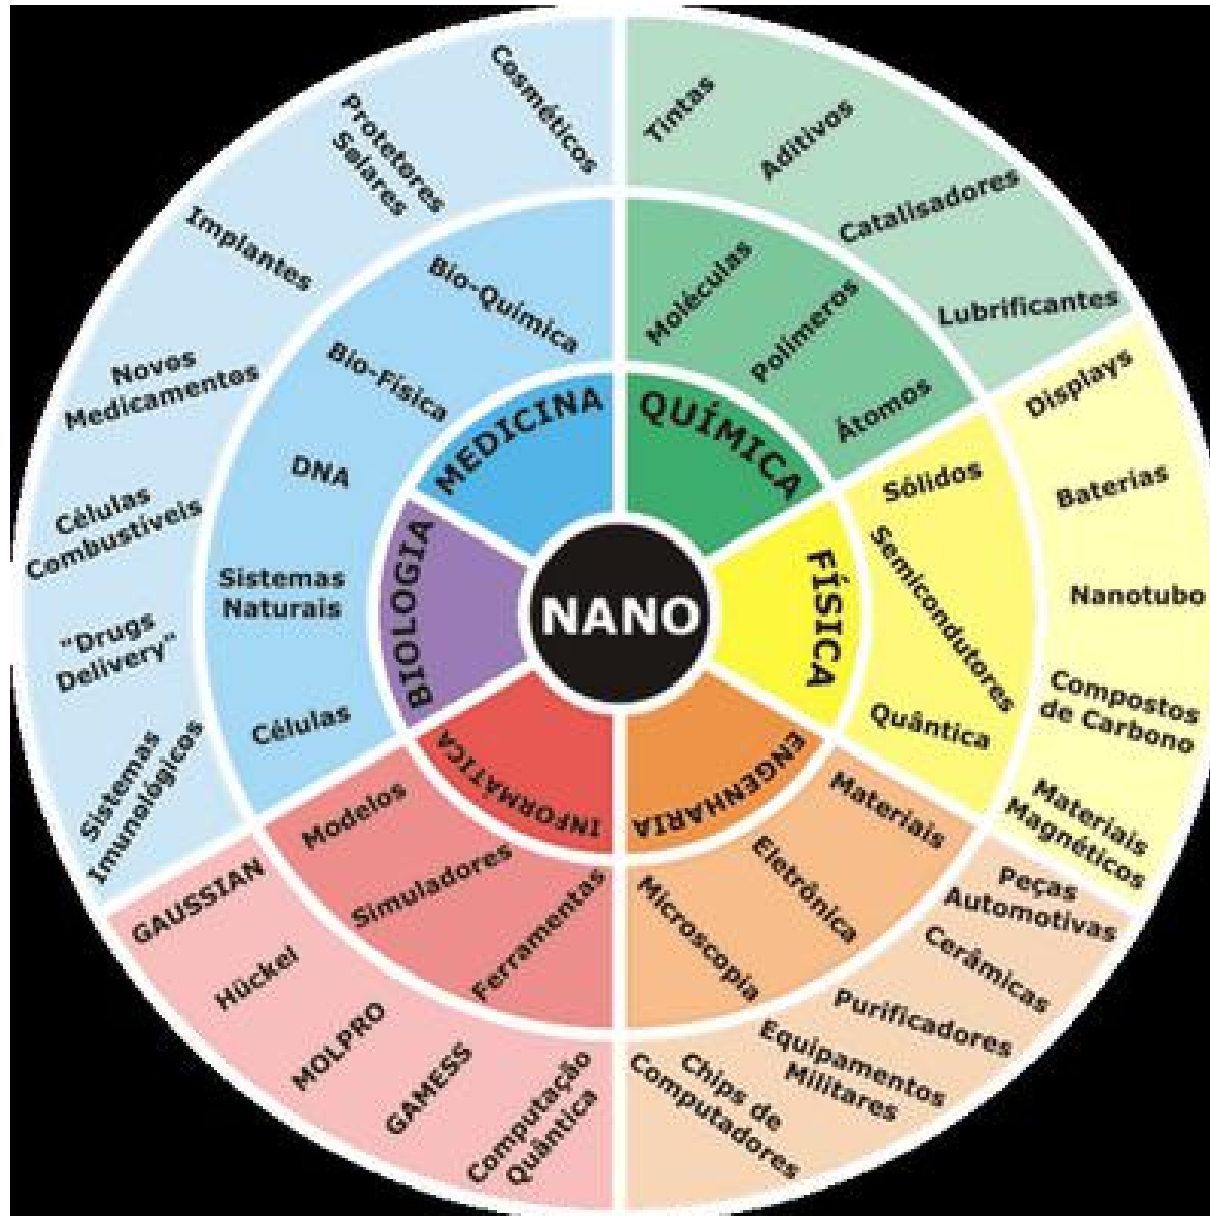 NANO
MEDICINA
QUÍMICA
FÍSICA
ENGENHARIA
INFORMÁTICA
BIOLOGIA
Bio-Química
Bio-Física
DNA
Sistemas
Naturais
Células
Moléculas
Polímeros
Átomos
Sólidos
Semicondutores
Quântica
Materiais
Eletrônica
Microscopia
Ferramentas
Simuladores
Modelos
Cosméticos
Protetores
Solares
Implantes
Novos
Medicamentos
Células
Combustíveis
"Drugs
Delivery"
Sistemas
Imunológicos
Tintas
Aditivos
Catalisadores
Lubrificantes
Displays
Baterias
Nanotubo
Compostos
de Carbono
Materiais
Magnéticos
Peças
Automotivas
Cerâmicas
Purificadores
Equipamentos
Militares
Chips de
Computadores
Computação
Quântica
GAMESS
MOLPRO
Hückel
GAUSSIAN